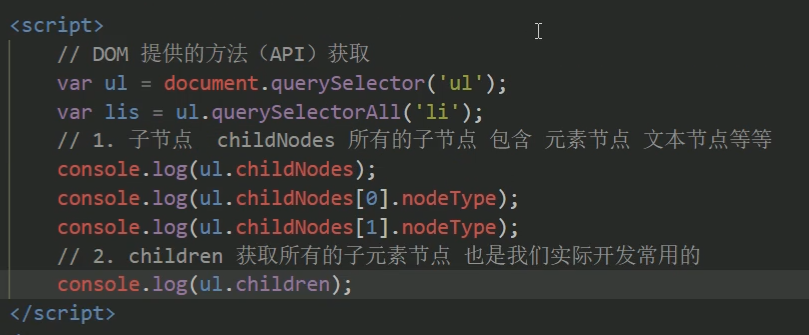 <script>
// DOM 提供的方法（API）获取
var ul = document.querySelector('ul');
var lis = ul.querySelectorAll('li');
// 1. 子节点  childNodes 所有的子节点 包含 元素节点 文本节点等等
console.log(ul.childNodes);
console.log(ul.childNodes[0].nodeType);
console.log(ul.childNodes[1].nodeType);
// 2. children 获取所有的子元素节点 也是我们实际开发常用的
console.log(ul.children);
</script>